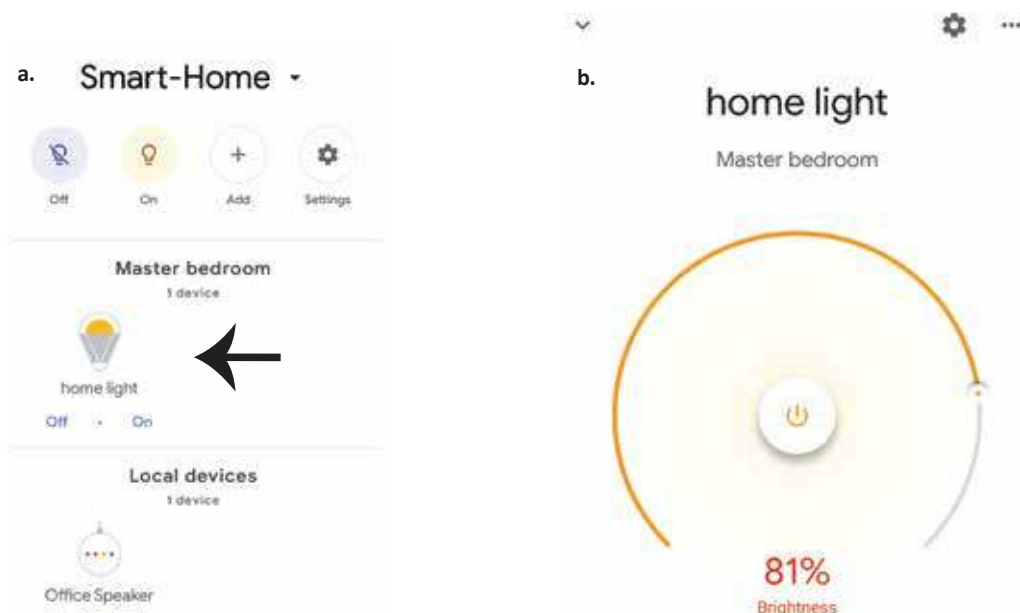 a.
Smart-Home
Off On Add Settings
Master bedroom
1 device
home light
Off · On
Local devices
1 device
Office Speaker
b.
home light
Master bedroom
81%
Brightness